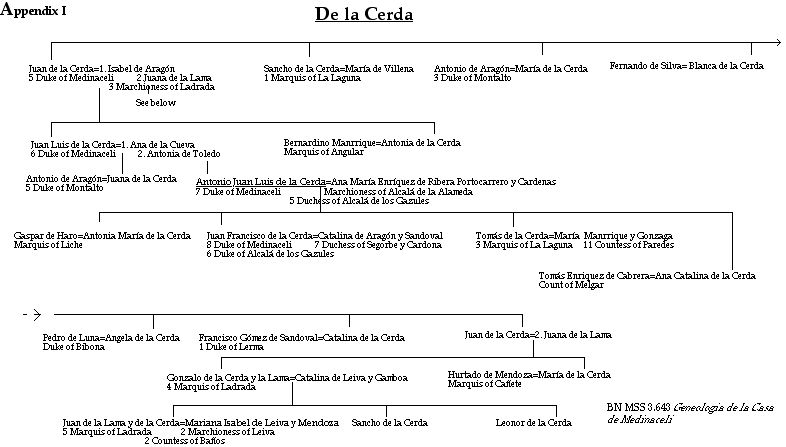 Appendix I
De la Cerda
Juan de la Cerda=1. Isabel de Aragón
5 Duke of Medinaceli 2 Juana de la Lama
3 Marchioness of Ladrada
See below
Sancho de la Cerda=María de Villena
1 Marquis of La Laguna
Antonio de Aragón=María de la Cerda
3 Duke of Montalto
Fernando de Silva= Blanca de la Cerda
Juan Luis de la Cerda=1. Ana de la Cueva
6 Duke of Medinaceli 2. Antonia de Toledo
Bernardino Manrrique=Antonia de la Cerda
Marquis of Angular
Antonio de Aragón=Juana de la Cerda
5 Duke of Montalto
Antonio Juan Luis de la Cerda=Ana María Enríquez de Ribera Portocarrero y Cardenas
7 Duke of Medinaceli Marchioness of Alcalá de la Alameda
5 Duchess of Alcalá de los Gazules
Gaspar de Haro=Antonia María de la Cerda
Marquis of Liche
Juan Francisco de la Cerda=Catalina de Aragón y Sandoval
8 Duke of Medinaceli 7 Duchess of Segorbe y Cardona
6 Duke of Alcalá de los Gazules
Tomás de la Cerda=María Manrrique y Gonzaga
3 Marquis of La Laguna 11 Countess of Paredes
Tomás Enriquez de Cabrera=Ana Catalina de la Cerda
Count of Melgar
Pedro de Luna=Angela de la Cerda
Duke of Bibona
Francisco Gómez de Sandoval=Catalina de la Cerda
1 Duke of Lerma
Juan de la Cerda=2. Juana de la Lama
Gonzalo de la Cerda y la Lama=Catalina de Leiva y Gamboa
4 Marquis of Ladrada
Hurtado de Mendoza=María de la Cerda
Marquis of Cañete
Juan de la Lama y de la Cerda=Mariana Isabel de Leiva y Mendoza
5 Marquis of Ladrada 2 Marchioness of Leiva
2 Countess of Baños
Sancho de la Cerda
Leonor de la Cerda
BN MSS 3.643 Geneologia de la Casa
de Medinaceli